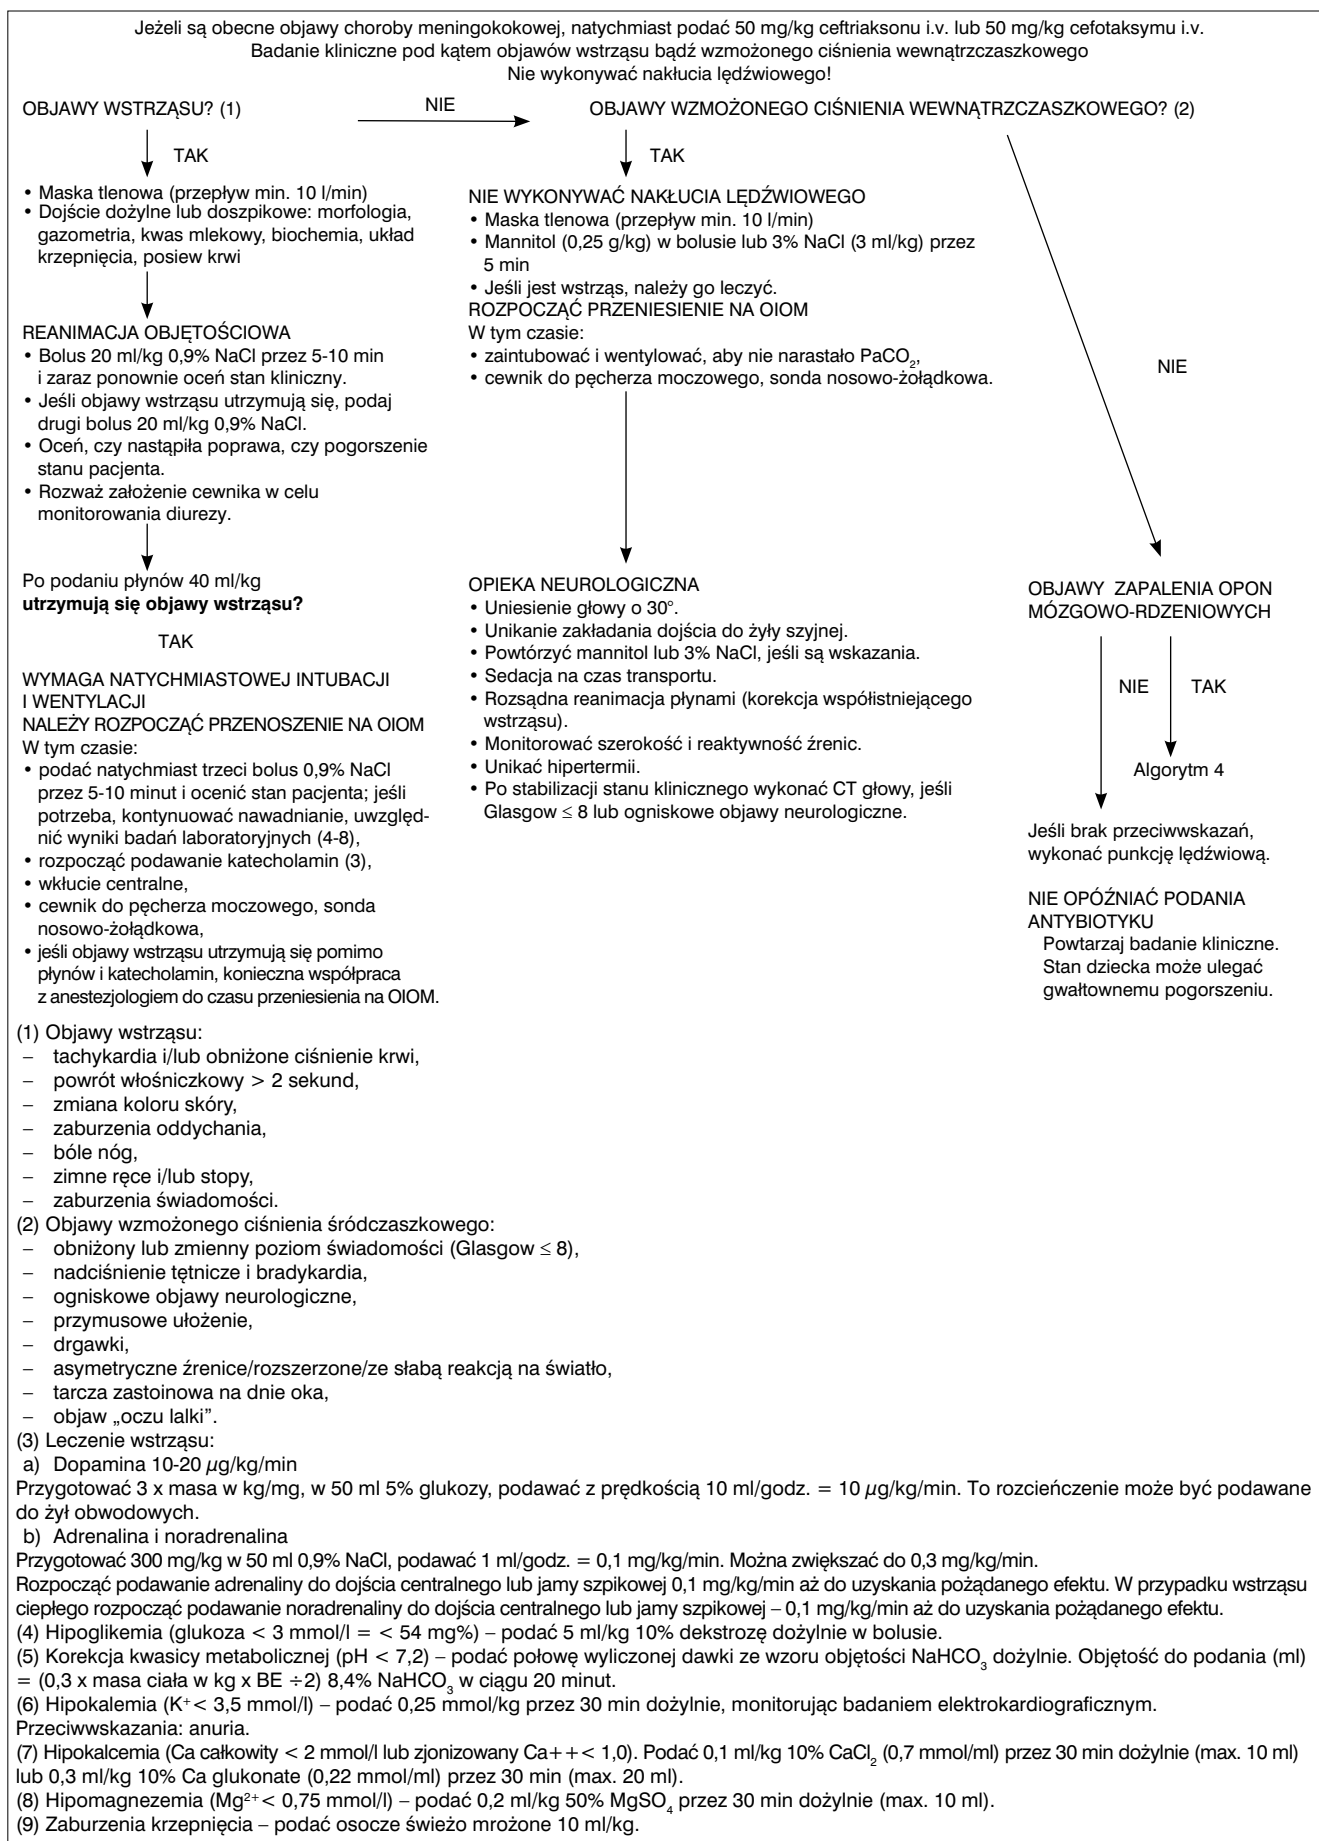 Jeżeli są obecne objawy choroby meningokokowej, natychmiast podać 50 mg/kg ceftriaksonu i.v. lub 50 mg/kg cefotaksymu i.v.
Badanie kliniczne pod kątem objawów wstrząsu bądź wzmożonego ciśnienia wewnątrzczaszkowego
Nie wykonywać nakłucia lędźwiowego!
OBJAWY WSTRZĄSU? (1)
NIE
OBJAWY WZMOŻONEGO CIŚNIENIA WEWNĄTRZCZASZKOWEGO? (2)
TAK
• Maska tlenowa (przepływ min. 10 l/min)
• Dojście dożylne lub doszpikowe: morfologia,
gazometria, kwas mlekowy, biochemia, układ
krzepnięcia, posiew krwi
REANIMACJA OBJĘTOŚCIOWA
• Bolus 20 ml/kg 0,9% NaCl przez 5-10 min
i zaraz ponownie oceń stan kliniczny.
• Jeśli objawy wstrząsu utrzymują się, podaj
drugi bolus 20 ml/kg 0,9% NaCl.
• Oceń, czy nastąpiła poprawa, czy pogorszenie
stanu pacjenta.
• Rozważ założenie cewnika w celu
monitorowania diurezy.
Po podaniu płynów 40 ml/kg
utrzymują się objawy wstrząsu?
TAK
WYMAGA NATYCHMIASTOWEJ INTUBACJI
I WENTYLACJI
NALEŻY ROZPOCZĄĆ PRZENOSZENIE NA OIOM
W tym czasie:
• podać natychmiast trzeci bolus 0,9% NaCl
przez 5-10 minut i ocenić stan pacjenta; jeśli
potrzeba, kontynuować nawadnianie, uwzględ-
nić wyniki badań laboratoryjnych (4-8),
• rozpocząć podawanie katecholamin (3),
• wkłucie centralne,
• cewnik do pęcherza moczowego, sonda
nosowo-żołądkowa,
• jeśli objawy wstrząsu utrzymują się pomimo
płynów i katecholamin, konieczna współpraca
z anestezjologiem do czasu przeniesienia na OIOM.
TAK
NIE WYKONYWAĆ NAKŁUCIA LĘDŹWIOWEGO
• Maska tlenowa (przepływ min. 10 l/min)
• Mannitol (0,25 g/kg) w bolusie lub 3% NaCl (3 ml/kg) przez
5 min
• Jeśli jest wstrząs, należy go leczyć.
ROZPOCZĄĆ PRZENIESIENIE NA OIOM
W tym czasie:
• zaintubować i wentylować, aby nie narastało PaCO2,
• cewnik do pęcherza moczowego, sonda nosowo-żołądkowa.
OPIEKA NEUROLOGICZNA
• Uniesienie głowy o 30°.
• Unikanie zakładania dojścia do żyły szyjnej.
• Powtórzyć mannitol lub 3% NaCl, jeśli są wskazania.
• Sedacja na czas transportu.
• Rozsądna reanimacja płynami (korekcja współistniejącego
wstrząsu).
• Monitorować szerokość i reaktywność źrenic.
• Unikać hipertermii.
• Po stabilizacji stanu klinicznego wykonać CT głowy, jeśli
Glasgow ≤ 8 lub ogniskowe objawy neurologiczne.
NIE
OBJAWY ZAPALENIA OPON
MÓZGOWO-RDZENIOWYCH
NIE
TAK
Algorytm 4
Jeśli brak przeciwwskazań,
wykonać punkcję lędźwiową.
NIE OPÓŹNIAĆ PODANIA
ANTYBIOTYKU
Powtarzaj badanie kliniczne.
Stan dziecka może ulegać
gwałtownemu pogorszeniu.
(1) Objawy wstrząsu:
– tachykardia i/lub obniżone ciśnienie krwi,
– powrót włośniczkowy > 2 sekund,
– zmiana koloru skóry,
– zaburzenia oddychania,
– bóle nóg,
– zimne ręce i/lub stopy,
– zaburzenia świadomości.
(2) Objawy wzmożonego ciśnienia śródczaszkowego:
– obniżony lub zmienny poziom świadomości (Glasgow ≤ 8),
– nadciśnienie tętnicze i bradykardia,
– ogniskowe objawy neurologiczne,
– przymusowe ułożenie,
– drgawki,
– asymetryczne źrenice/rozszerzone/ze słabą reakcją na światło,
– tarcza zastoinowa na dnie oka,
– objaw „oczu lalki”.
(3) Leczenie wstrząsu:
a) Dopamina 10-20 μg/kg/min
Przygotować 3 x masa w kg/mg, w 50 ml 5% glukozy, podawać z prędkością 10 ml/godz. = 10 μg/kg/min. To rozcieńczenie może być podawane
do żył obwodowych.
b) Adrenalina i noradrenalina
Przygotować 300 mg/kg w 50 ml 0,9% NaCl, podawać 1 ml/godz. = 0,1 mg/kg/min. Można zwiększać do 0,3 mg/kg/min.
Rozpocząć podawanie adrenaliny do dojścia centralnego lub jamy szpikowej 0,1 mg/kg/min aż do uzyskania pożądanego efektu. W przypadku wstrząsu
ciepłego rozpocząć podawanie noradrenaliny do dojścia centralnego lub jamy szpikowej – 0,1 mg/kg/min aż do uzyskania pożądanego efektu.
(4) Hipoglikemia (glukoza < 3 mmol/l = < 54 mg%) – podać 5 ml/kg 10% dekstrozę dożylnie w bolusie.
(5) Korekcja kwasicy metabolicznej (pH < 7,2) – podać połowę wyliczonej dawki ze wzoru objętości NaHCO3 dożylnie. Objętość do podania (ml)
= (0,3 x masa ciała w kg x BE ÷2) 8,4% NaHCO3 w ciągu 20 minut.
(6) Hipokalemia (K+< 3,5 mmol/l) – podać 0,25 mmol/kg przez 30 min dożylnie, monitorując badaniem elektrokardiograficznym.
Przeciwwskazania: anuria.
(7) Hipokalcemia (Ca całkowity < 2 mmol/l lub zjonizowany Ca++< 1,0). Podać 0,1 ml/kg 10% CaCl2 (0,7 mmol/ml) przez 30 min dożylnie (max. 10 ml)
lub 0,3 ml/kg 10% Ca glukonate (0,22 mmol/ml) przez 30 min (max. 20 ml).
(8) Hipomagnezemia (Mg2+< 0,75 mmol/l) – podać 0,2 ml/kg 50% MgSO4 przez 30 min dożylnie (max. 10 ml).
(9) Zaburzenia krzepnięcia – podać osocze świeżo mrożone 10 ml/kg.